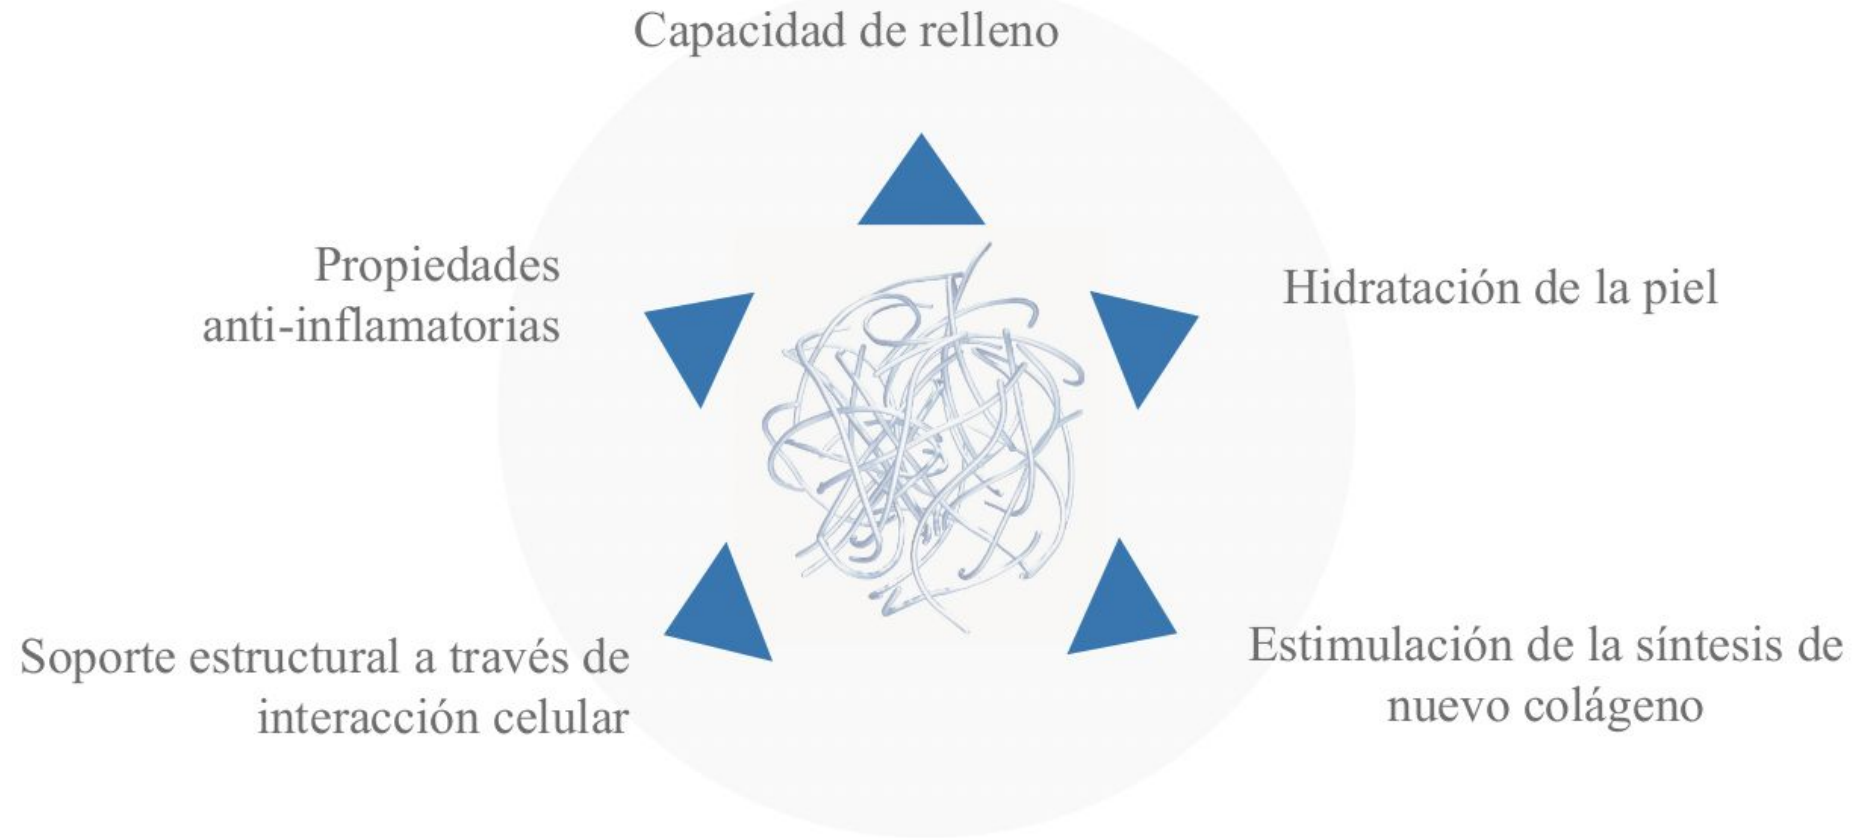 Capacidad de relleno
Propiedades
anti-inflamatorias
Hidratación de la piel
Soporte estructural a través de
interacción celular
Estimulación de la síntesis de
nuevo colágeno